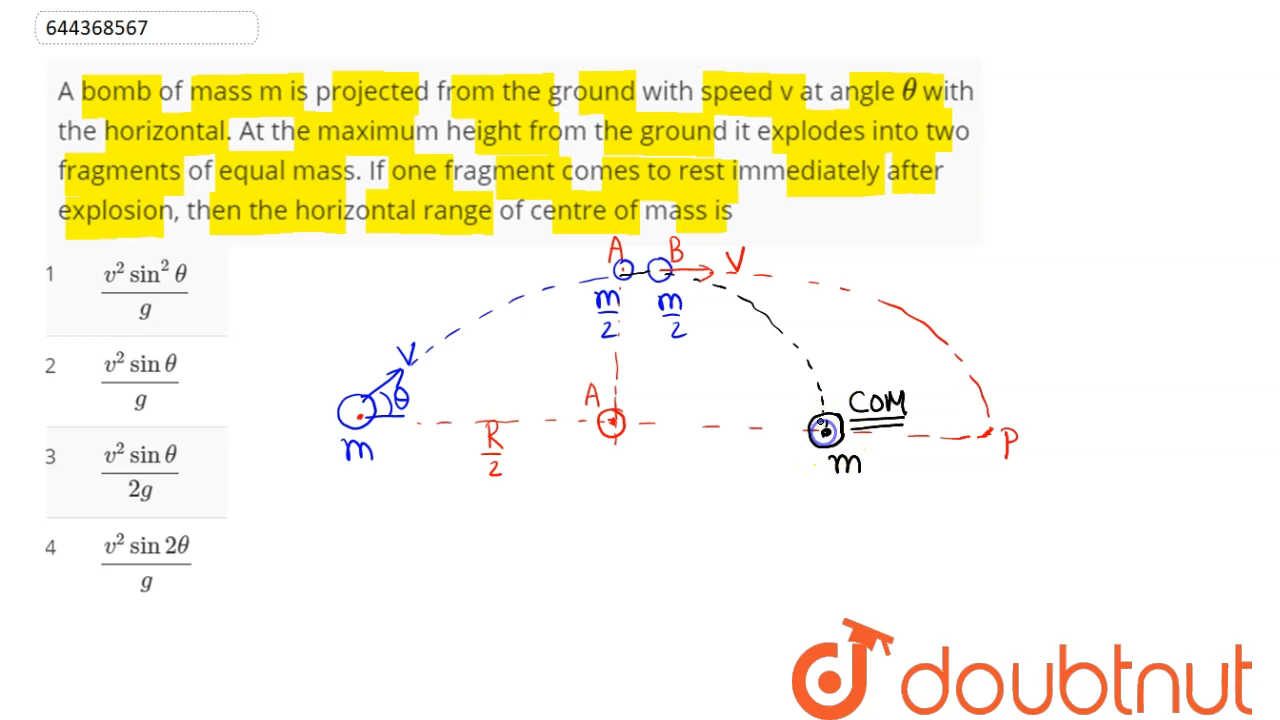 644368567
A bomb of mass m is projected from the ground with speed v at angle θ with
the horizontal. At the maximum height from the ground it explodes into two
fragments of equal mass. If one fragment comes to rest immediately after
explosion, then the horizontal range of centre of mass is
1 v² sin² θ / g
2 v² sin θ / g
3 v² sin θ / 2g
4 v² sin 2θ / g
A B V
m/2 m/2
V
θ
m
R/2
A
COM
m
P
doubtnut